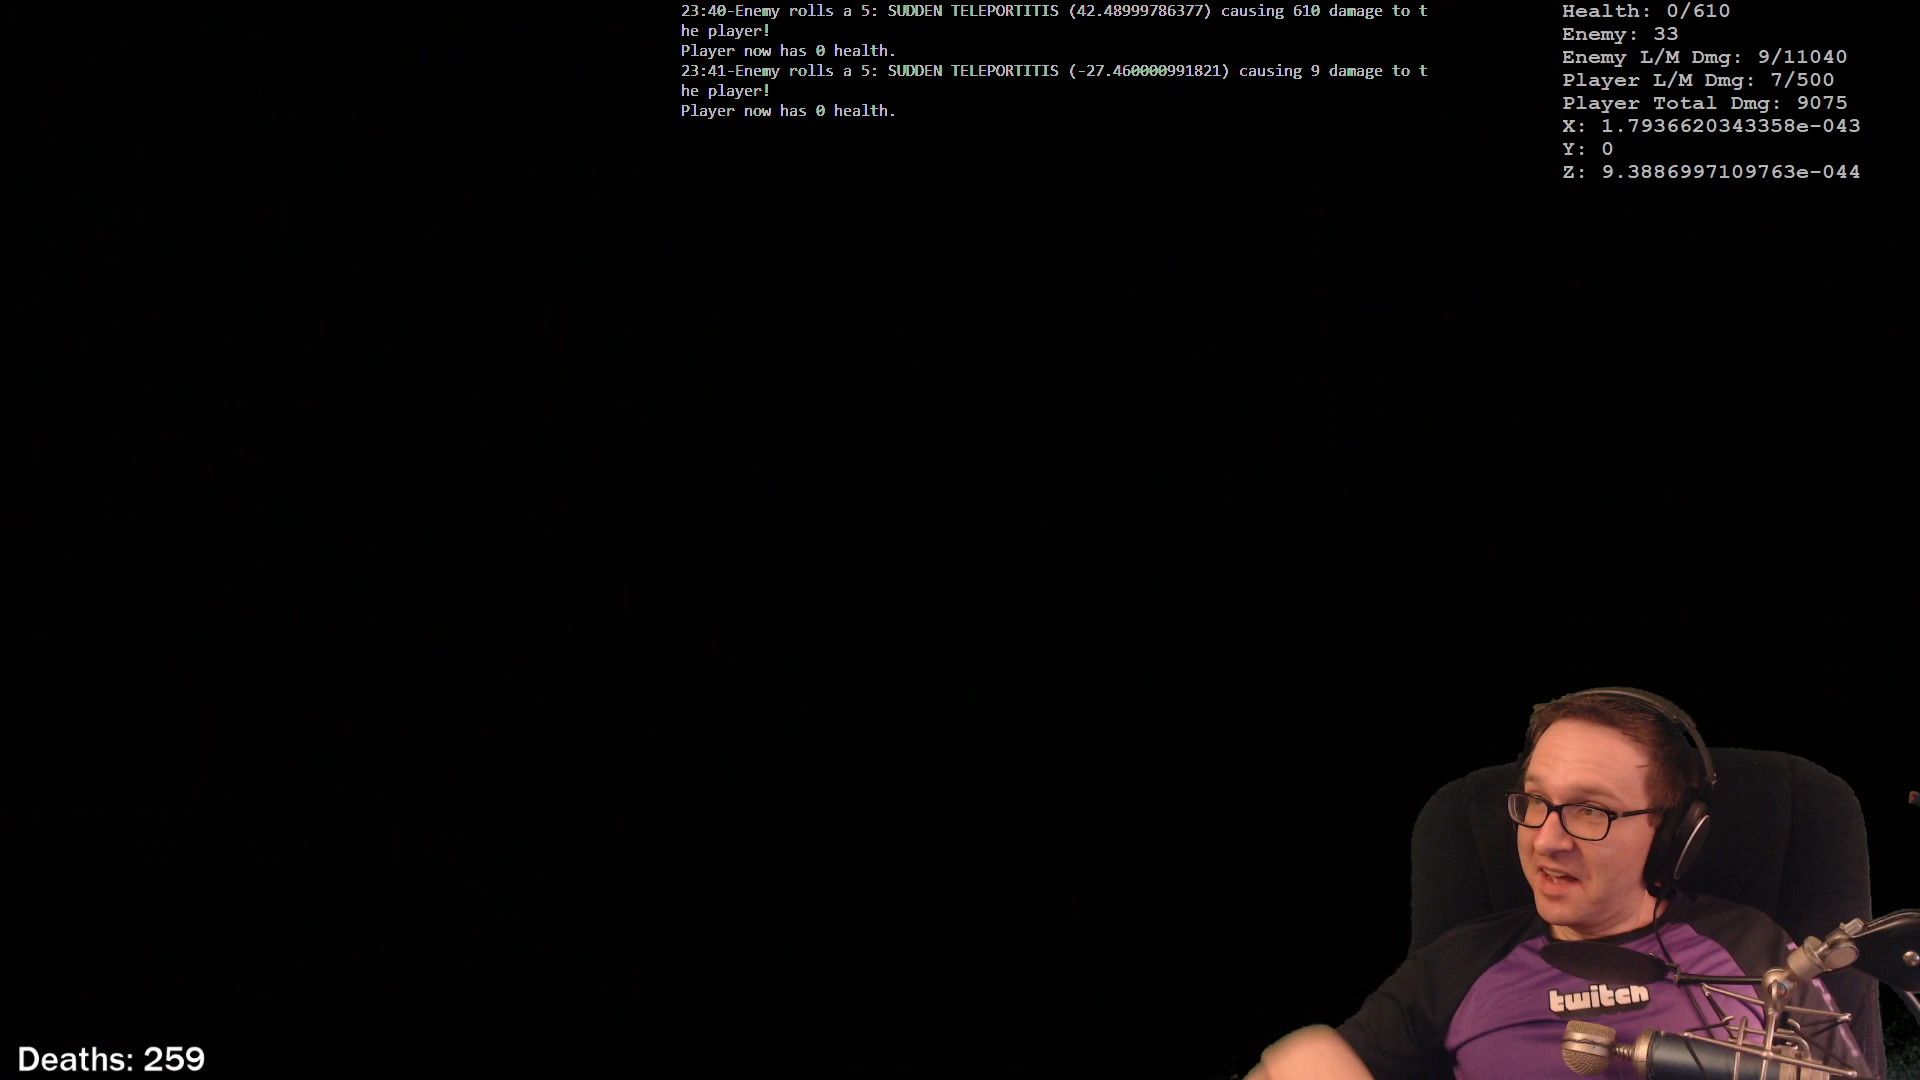 23:40-Enemy rolls a 5: SUDDEN TELEPORTITIS (42.48999786377) causing 610 damage to t
he player!
Player now has 0 health.
23:41-Enemy rolls a 5: SUDDEN TELEPORTITIS (-27.460000991821) causing 9 damage to t
he player!
Player now has 0 health.
Health: 0/610
Enemy: 33
Enemy L/M Dmg: 9/11040
Player L/M Dmg: 7/500
Player Total Dmg: 9075
X: 1.7936620343358e-043
Y: 0
Z: 9.3886997109763e-044
twitch
Deaths: 259